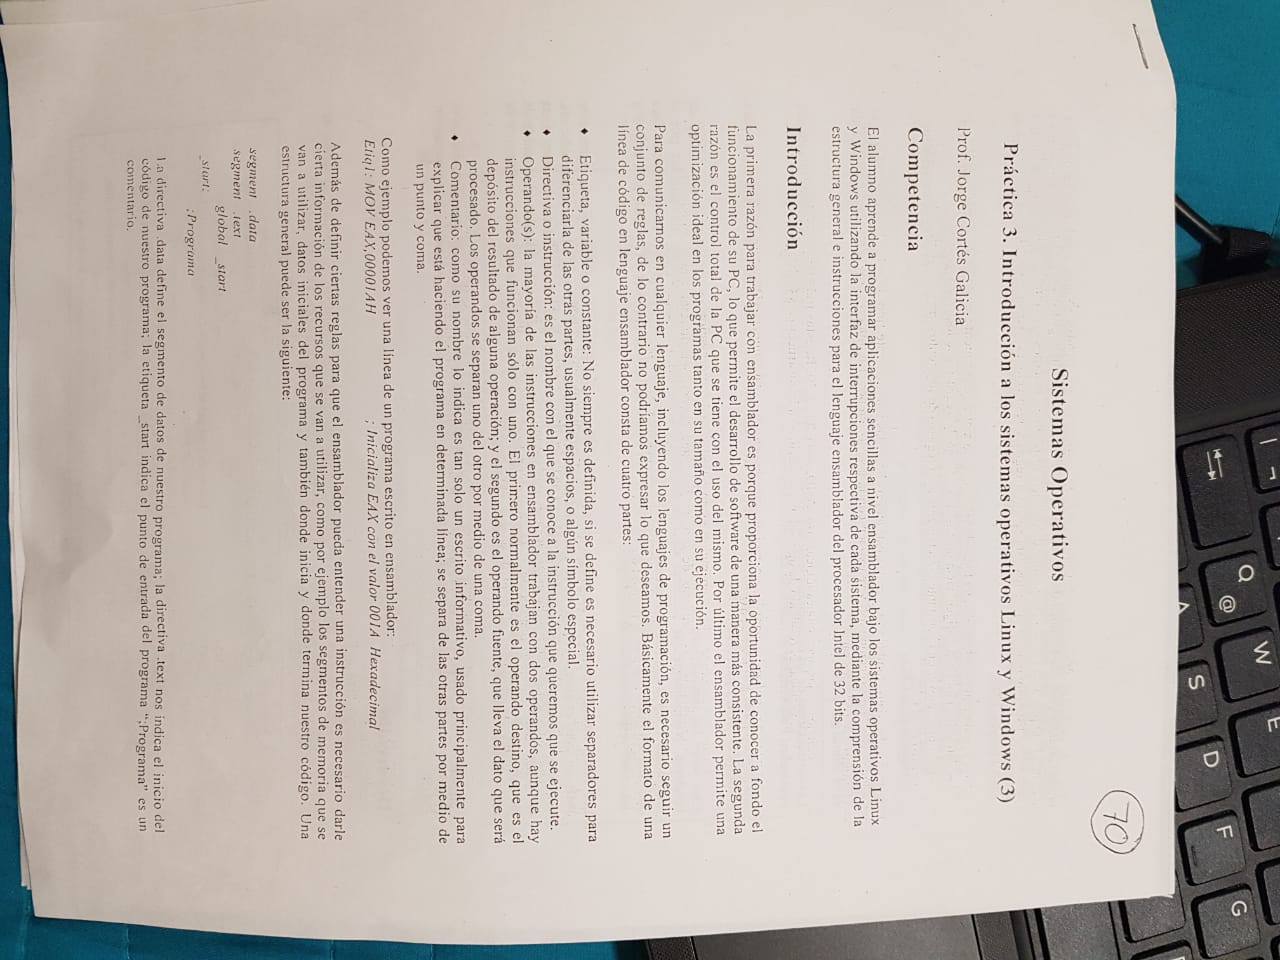 Q
@
W
E
A
S
D
F
G
70
Sistemas Operativos
Práctica 3. Introducción a los sistemas operativos Linux y Windows (3)
Prof. Jorge Cortés Galicia
Competencia
El alumno aprende a programar aplicaciones sencillas a nivel ensamblador bajo los sistemas operativos Linux
y Windows utilizando la interfaz de interrupciones respectiva de cada sistema, mediante la comprensión de la
estructura general e instrucciones para el lenguaje ensamblador del procesador Intel de 32 bits.
Introducción
La primera razón para trabajar con ensamblador es porque proporciona la oportunidad de conocer a fondo el
funcionamiento de su PC, lo que permite el desarrollo de software de una manera más consistente. La segunda
razón es el control total de la PC que se tiene con el uso del mismo. Por último el ensamblador permite una
optimización ideal en los programas tanto en su tamaño como en su ejecución.
Para comunicarnos en cualquier lenguaje, incluyendo los lenguajes de programación, es necesario seguir un
conjunto de reglas, de lo contrario no podríamos expresar lo que deseamos. Básicamente el formato de una
línea de código en lenguaje ensamblador consta de cuatro partes:
♦ Etiqueta, variable o constante: No siempre es definida, si se define es necesario utilizar separadores para
diferenciarla de las otras partes, usualmente espacios, o algún símbolo especial.
♦ Directiva o instrucción: es el nombre con el que se conoce a la instrucción que queremos que se ejecute.
♦ Operando(s): la mayoría de las instrucciones en ensamblador trabajan con dos operandos, aunque hay
instrucciones que funcionan sólo con uno. El primero normalmente es el operando destino, que es el
depósito del resultado de alguna operación; y el segundo es el operando fuente, que lleva el dato que será
procesado. Los operandos se separan uno del otro por medio de una coma.
♦ Comentario: como su nombre lo indica es tan solo un escrito informativo, usado principalmente para
explicar que está haciendo el programa en determinada línea; se separa de las otras partes por medio de
un punto y coma.
Como ejemplo podemos ver una línea de un programa escrito en ensamblador:
Etiq1: MOV EAX,00001AH ; Inicializa EAX con el valor 001A Hexadecimal
Además de definir ciertas reglas para que el ensamblador pueda entender una instrucción es necesario darle
cierta información de los recursos que se van a utilizar, como por ejemplo los segmentos de memoria que se
van a utilizar, datos iniciales del programa y también donde inicia y donde termina nuestro código. Una
estructura general puede ser la siguiente:
segment .data
segment .text
global _start
_start:
;Programa
La directiva .data define el segmento de datos de nuestro programa; la directiva .text nos indica el inicio del
código de nuestro programa; la etiqueta _start indica el punto de entrada del programa “;Programa” es un
comentario.